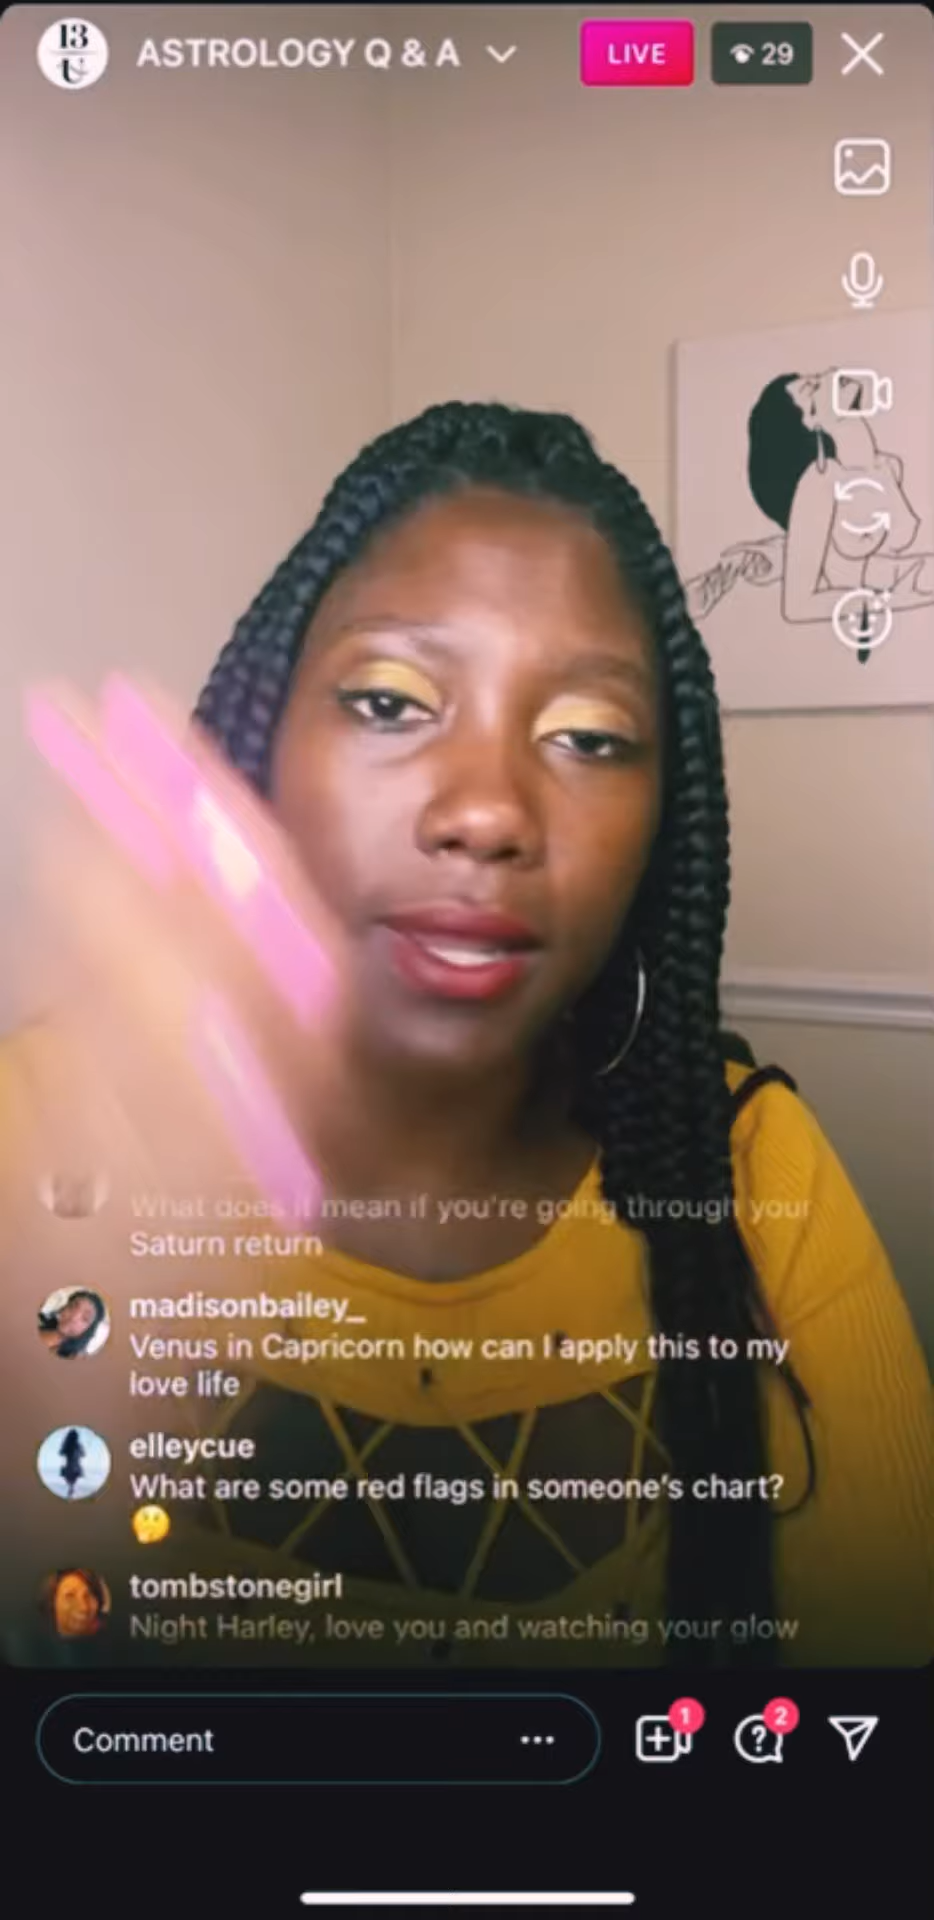 13
ASTROLOGY Q & A
LIVE
29
What does it mean if you're going through your
Saturn return
madisonbailey_
Venus in Capricorn how can I apply this to my
love life
elleycue
What are some red flags in someone's chart?
🤔
tombstonegirl
Night Harley, love you and watching your glow
Comment
1
2